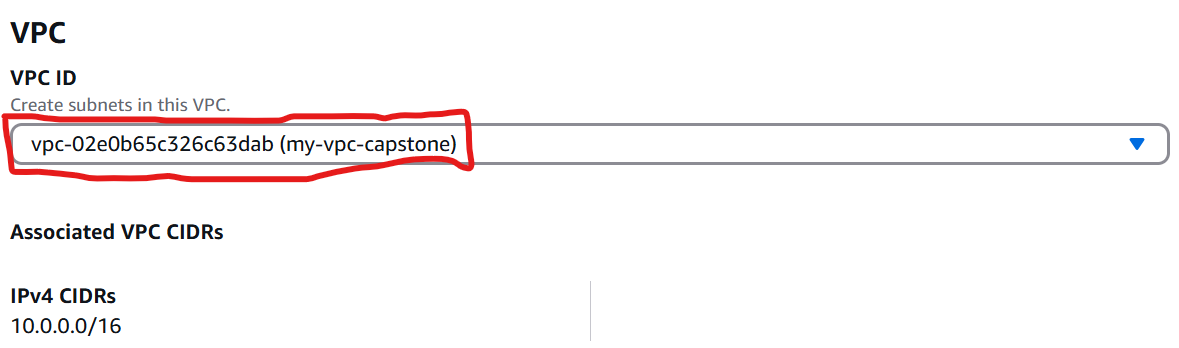 VPC
VPC ID
Create subnets in this VPC.
vpc-02e0b65c326c63dab (my-vpc-capstone)
Associated VPC CIDRs
IPv4 CIDRs
10.0.0.0/16